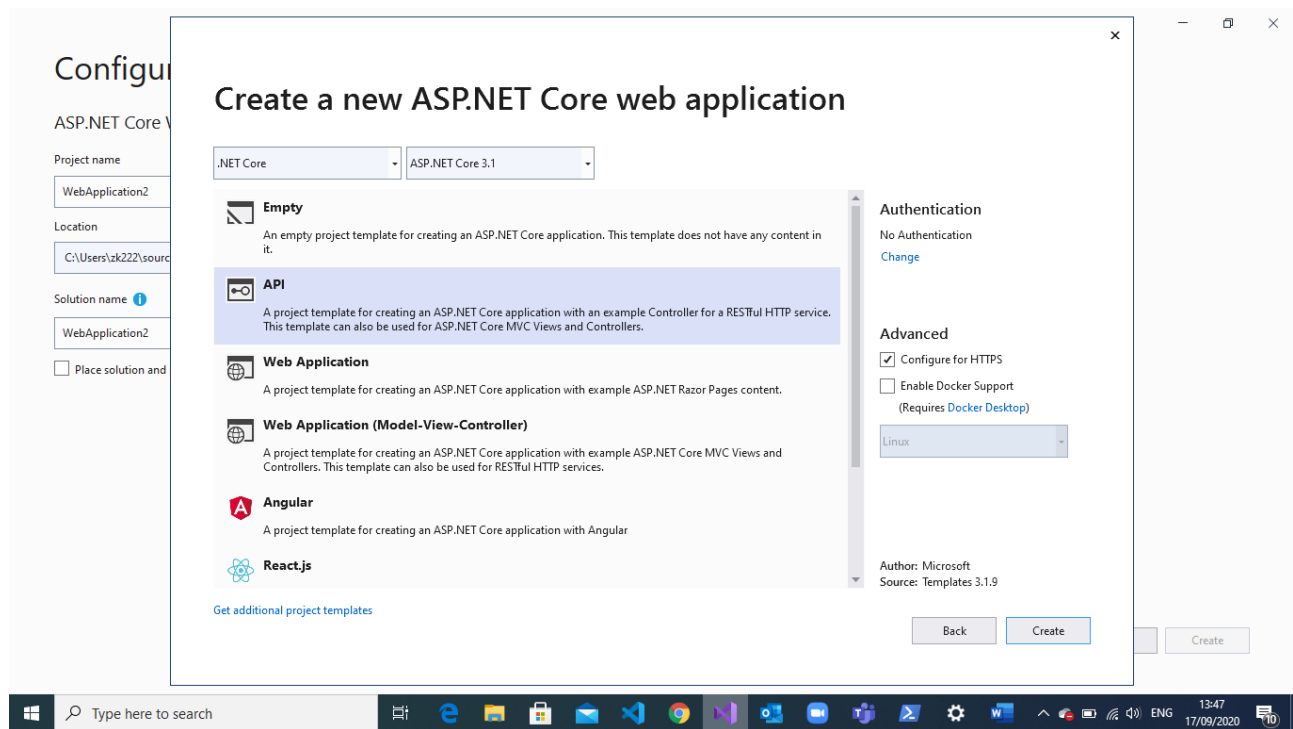 Configu
ASP.NET Core
Project name
WebApplication2
Location
C:\Users\zk222\sourc
Solution name
WebApplication2
Place solution and
Create a new ASP.NET Core web application
.NET Core
ASP.NET Core 3.1
Empty
An empty project template for creating an ASP.NET Core application. This template does not have any content in
it.
API
A project template for creating an ASP.NET Core application with an example Controller for a RESTful HTTP service.
This template can also be used for ASP.NET Core MVC Views and Controllers.
Web Application
A project template for creating an ASP.NET Core application with example ASP.NET Razor Pages content.
Web Application (Model-View-Controller)
A project template for creating an ASP.NET Core application with example ASP.NET Core MVC Views and
Controllers. This template can also be used for RESTful HTTP services.
Angular
A project template for creating an ASP.NET Core application with Angular
React.js
Get additional project templates
Authentication
No Authentication
Change
Advanced
Configure for HTTPS
Enable Docker Support
(Requires Docker Desktop)
Linux
Author: Microsoft
Source: Templates 3.1.9
Back
Create
Create
Type here to search
ENG
13:47
17/09/2020
10